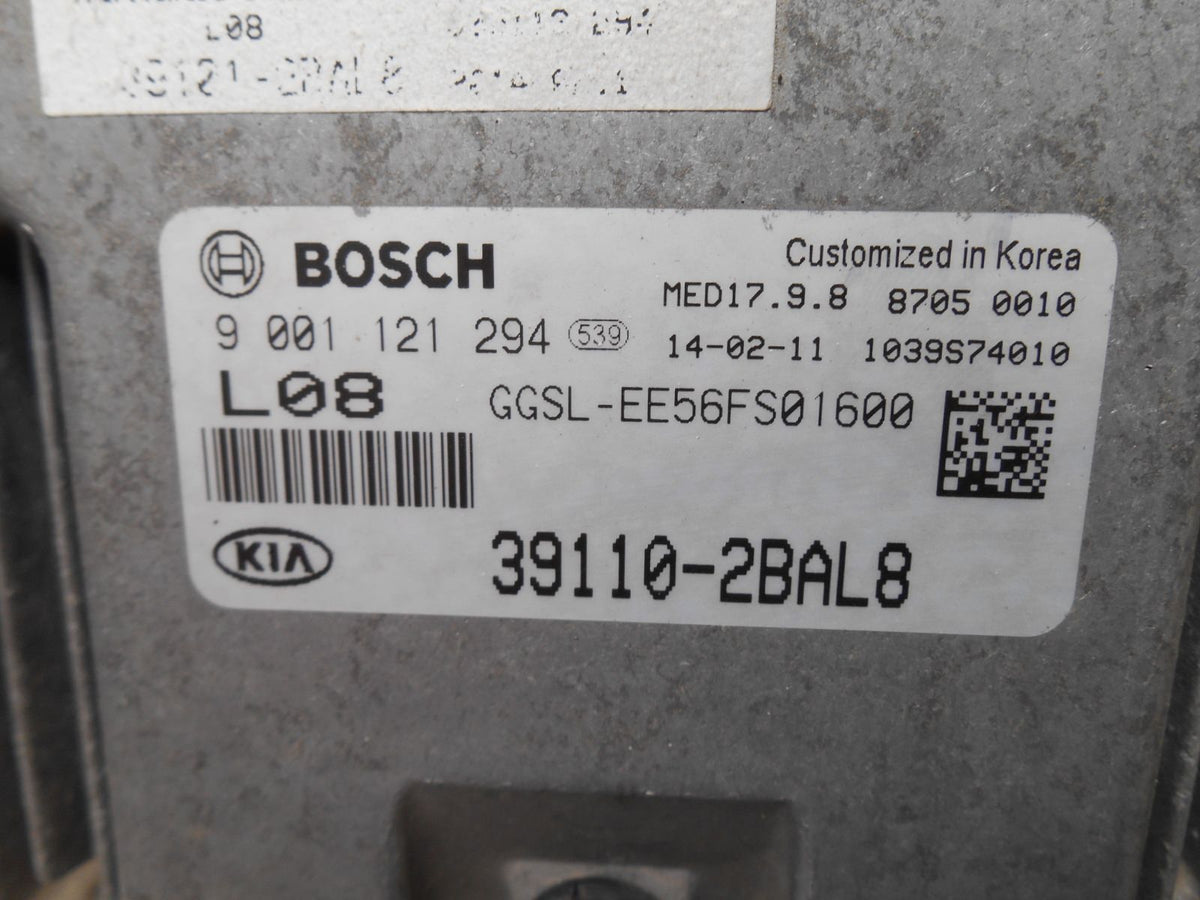 L08
BOSCH
Customized in Korea
MED17.9.8 8705 0010
9 001 121 294 539
14-02-11 1039S74010
L08 GGSL-EE56FS01600
KIA 39110-2BAL8